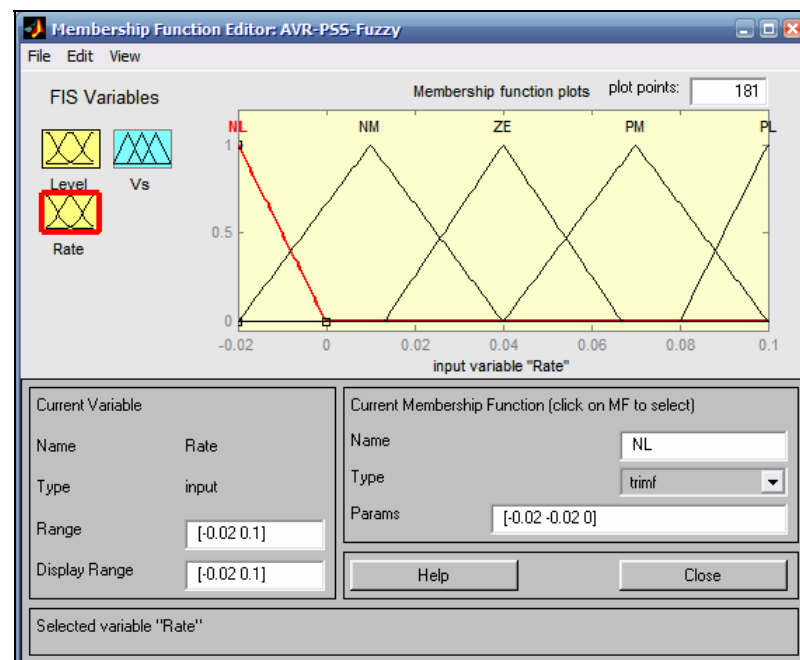 Membership Function Editor: AVR-PSS-Fuzzy
File Edit View
FIS Variables
Level Vs
Rate
Membership function plots plot points: 181
NL NM ZE PM PL
1
0.5
0
-0.02 0 0.02 0.04 0.06 0.08 0.1
input variable "Rate"
Current Variable
Name Rate
Type input
Range [-0.02 0.1]
Display Range [-0.02 0.1]
Current Membership Function (click on MF to select)
Name NL
Type trimf
Params [-0.02 -0.02 0]
Help Close
Selected variable "Rate"